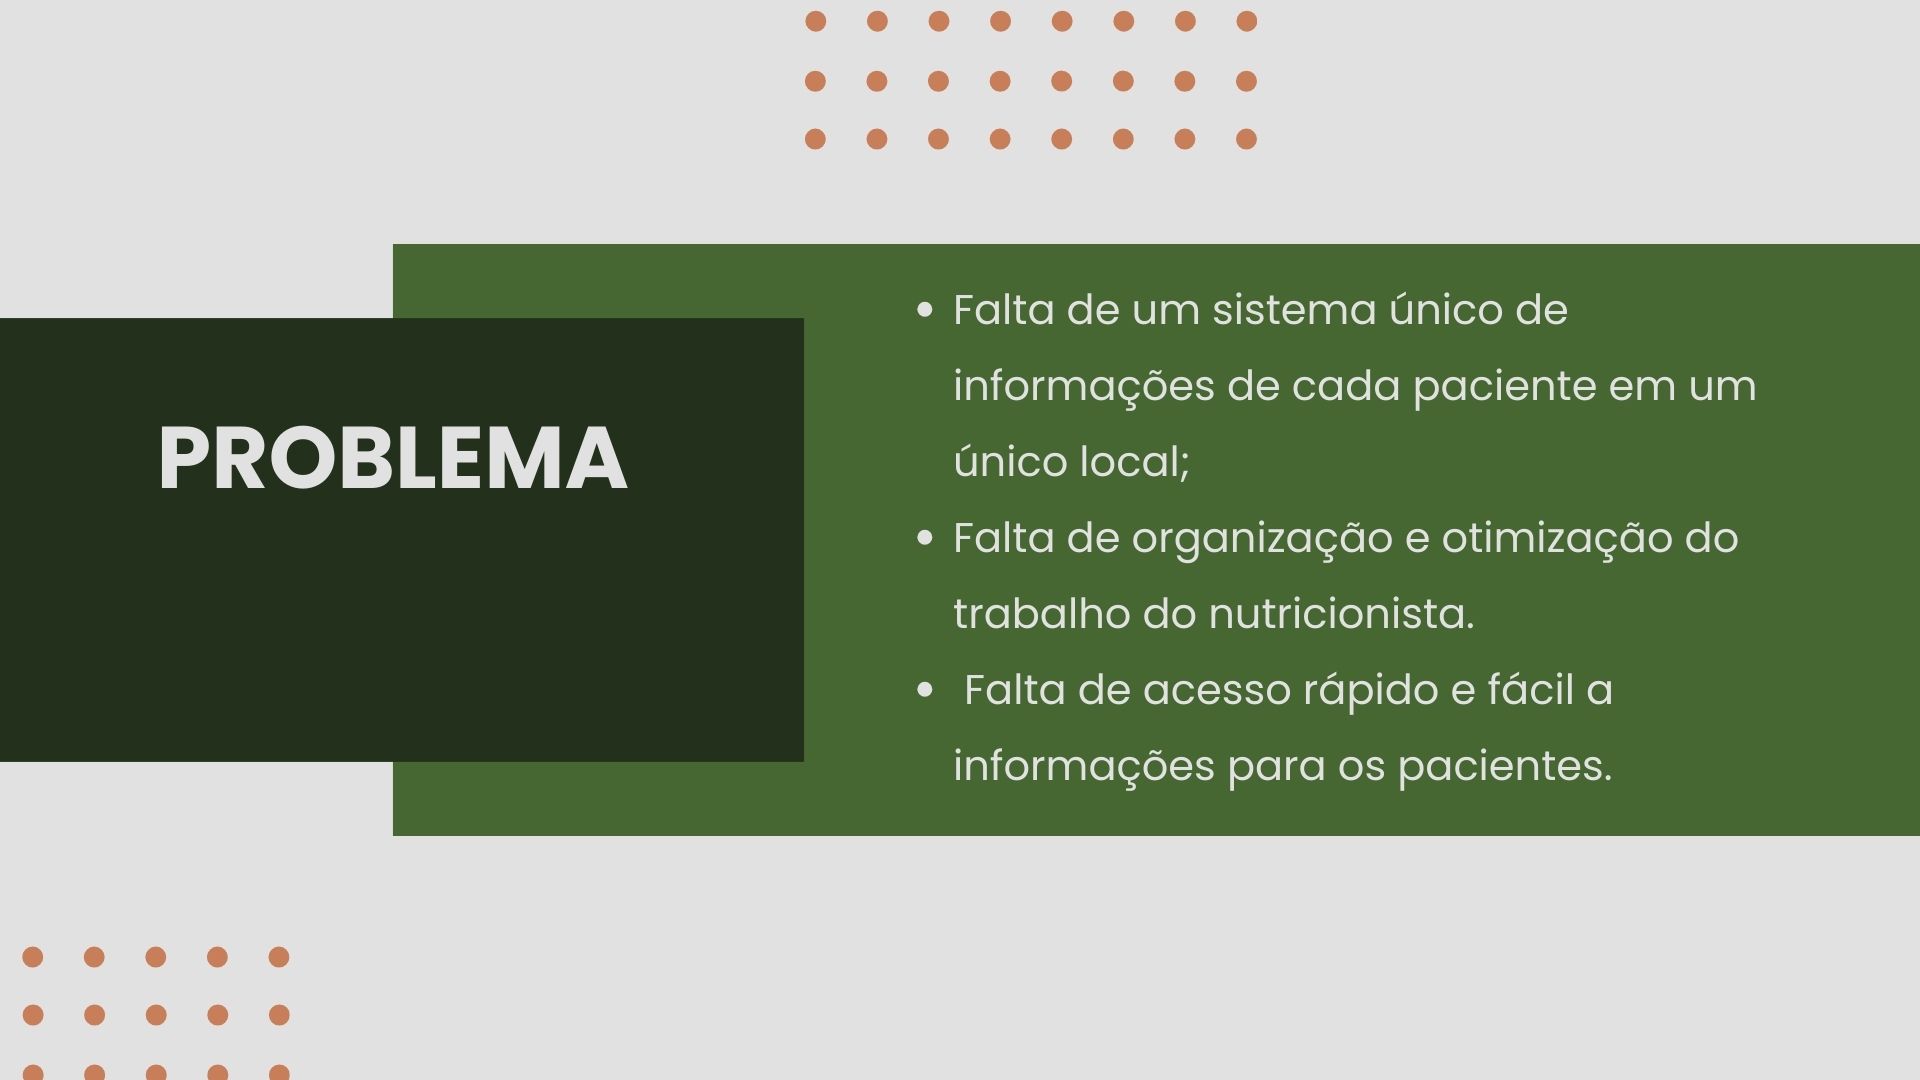 PROBLEMA
• Falta de um sistema único de
informações de cada paciente em um
único local;
• Falta de organização e otimização do
trabalho do nutricionista.
• Falta de acesso rápido e fácil a
informações para os pacientes.